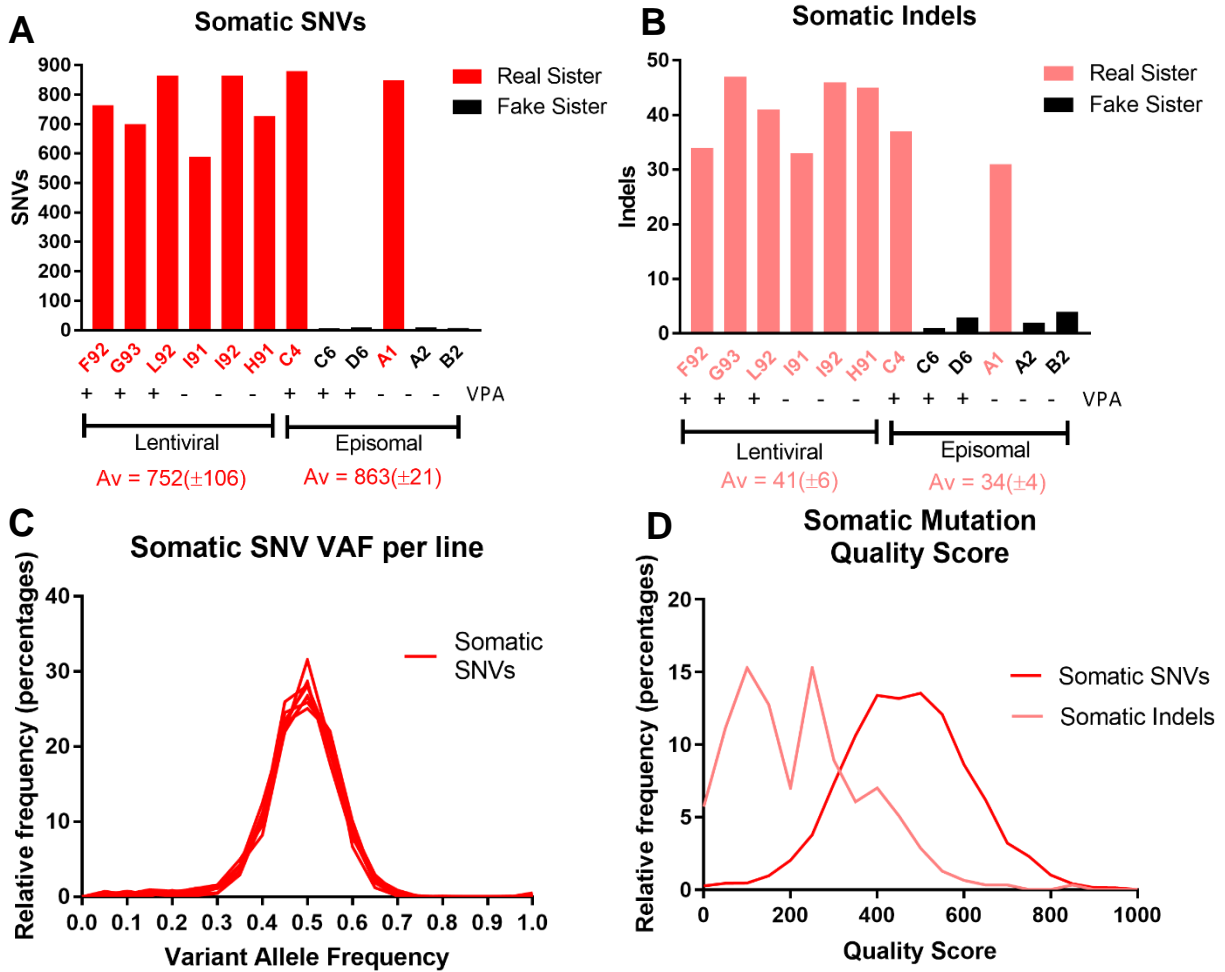 A
Somatic SNVs
900
800
700
600
500
400
300
200
100
0
SNVs
Real Sister
Fake Sister
F92 G93 L92 I91 I92 H91 C4 C6 D6 A1 A2 B2
+ + + - - - + + + - - - VPA
Lentiviral Episomal
Av = 752(±106) Av = 863(±21)
B
Somatic Indels
50
40
30
20
10
0
Indels
Real Sister
Fake Sister
F92 G93 L92 I91 I92 H91 C4 C6 D6 A1 A2 B2
+ + + - - - + + + - - - VPA
Lentiviral Episomal
Av = 41(±6) Av = 34(±4)
C
Somatic SNV VAF per line
Relative frequency (percentages)
40
30
20
10
0
Somatic
SNVs
0.0 0.1 0.2 0.3 0.4 0.5 0.6 0.7 0.8 0.9 1.0
Variant Allele Frequency
D
Somatic Mutation
Quality Score
Relative frequency (percentages)
20
15
10
5
0
Somatic SNVs
Somatic Indels
0 200 400 600 800 1000
Quality Score